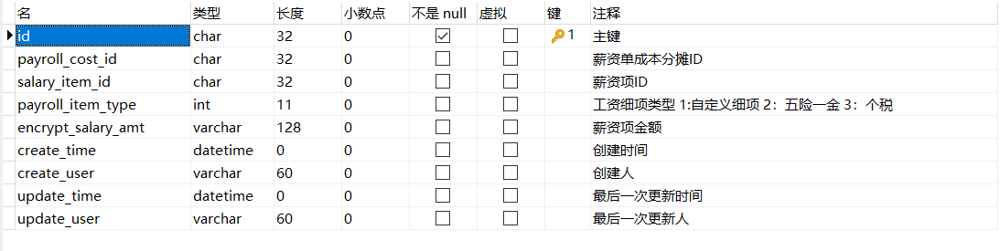 名 类型 长度 小数点 不是 null 虚拟 键 注释
id char 32 0 1 主键
payroll_cost_id char 32 0 薪资单成本分摊ID
salary_item_id char 32 0 薪资项ID
payroll_item_type int 11 0 工资细项类型 1:自定义细项 2：五险一金 3：个税
encrypt_salary_amt varchar 128 0 薪资项金额
create_time datetime 0 0 创建时间
create_user varchar 60 0 创建人
update_time datetime 0 0 最后一次更新时间
update_user varchar 60 0 最后一次更新人